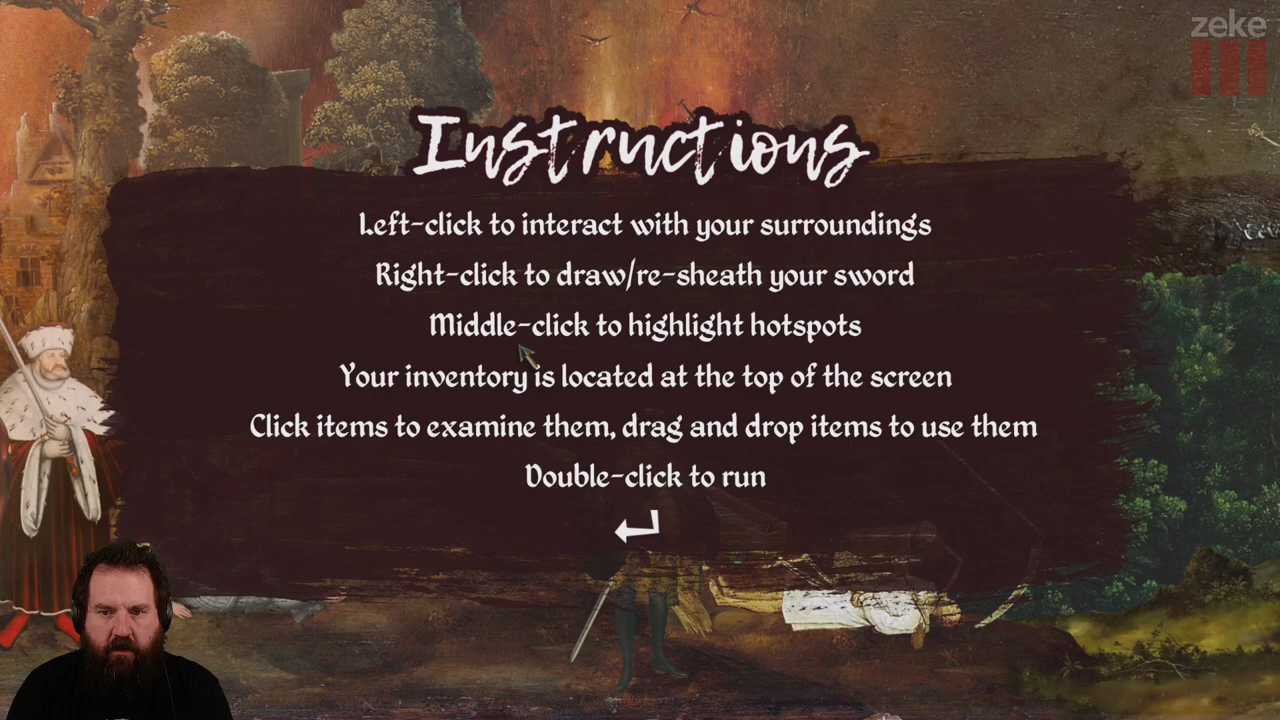 zeke
III
Instructions
Left-click to interact with your surroundings
Right-click to draw/re-sheath your sword
Middle-click to highlight hotspots
Your inventory is located at the top of the screen
Click items to examine them, drag and drop items to use them
Double-click to run